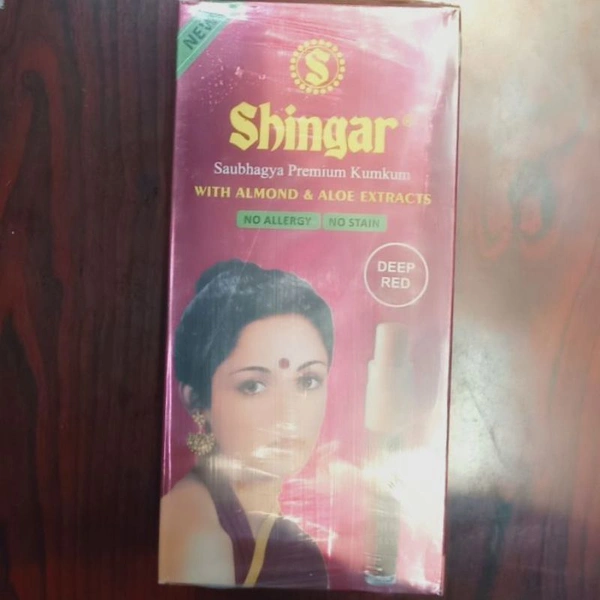 NEW
S
Shingar
Saubhagya Premium Kumkum
WITH ALMOND & ALOE EXTRACTS
NO ALLERGY NO STAIN
DEEP
RED